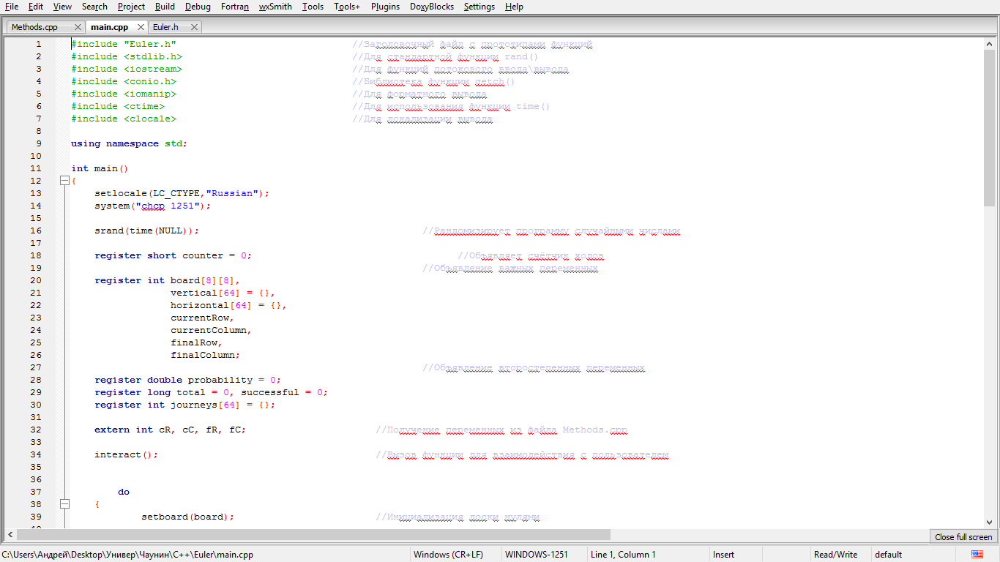 File Edit View Search Project Build Debug Fortran wxSmith Tools Tools+ Plugins DoxyBlocks Settings Help
Methods.cpp main.cpp Euler.h
1 #include "Euler.h" //Заголовочный файл с прототипами функций
2 #include <stdlib.h> //Для стандартной функции rand()
3 #include <iostream> //Для функций потокового ввода\вывода
4 #include <conio.h> //Библиотека функции getch()
5 #include <iomanip> //Для форматного вывода
6 #include <ctime> //Для использования функции time()
7 #include <clocale> //Для локализации вывода
8
9 using namespace std;
10
11 int main()
12 {
13 setlocale(LC_CTYPE,"Russian");
14 system("chcp 1251");
15
16 srand(time(NULL)); //Рандомизирует программу случайными числами
17
18 register short counter = 0; //Объявляет счётчик ходов
19 //Объявление важных переменных
20 register int board[8][8],
21 vertical[64] = {},
22 horizontal[64] = {},
23 currentRow,
24 currentColumn,
25 finalRow,
26 finalColumn;
27 //Объявление второстепенных переменных
28 register double probability = 0;
29 register long total = 0, successful = 0;
30 register int journeys[64] = {};
31
32 extern int cR, cC, fR, fC; //Получение переменных из файла Methods.cpp
33
34 interact(); //Вызов функции для взаимодействия с пользователем
35
36
37 do
38 {
39 setboard(board); //Инициализация доски нулями
Close full screen
C:\Users\Андрей\Desktop\Универ\Чаунин\C++\Euler\main.cpp Windows (CR+LF) WINDOWS-1251 Line 1, Column 1 Insert Read/Write default